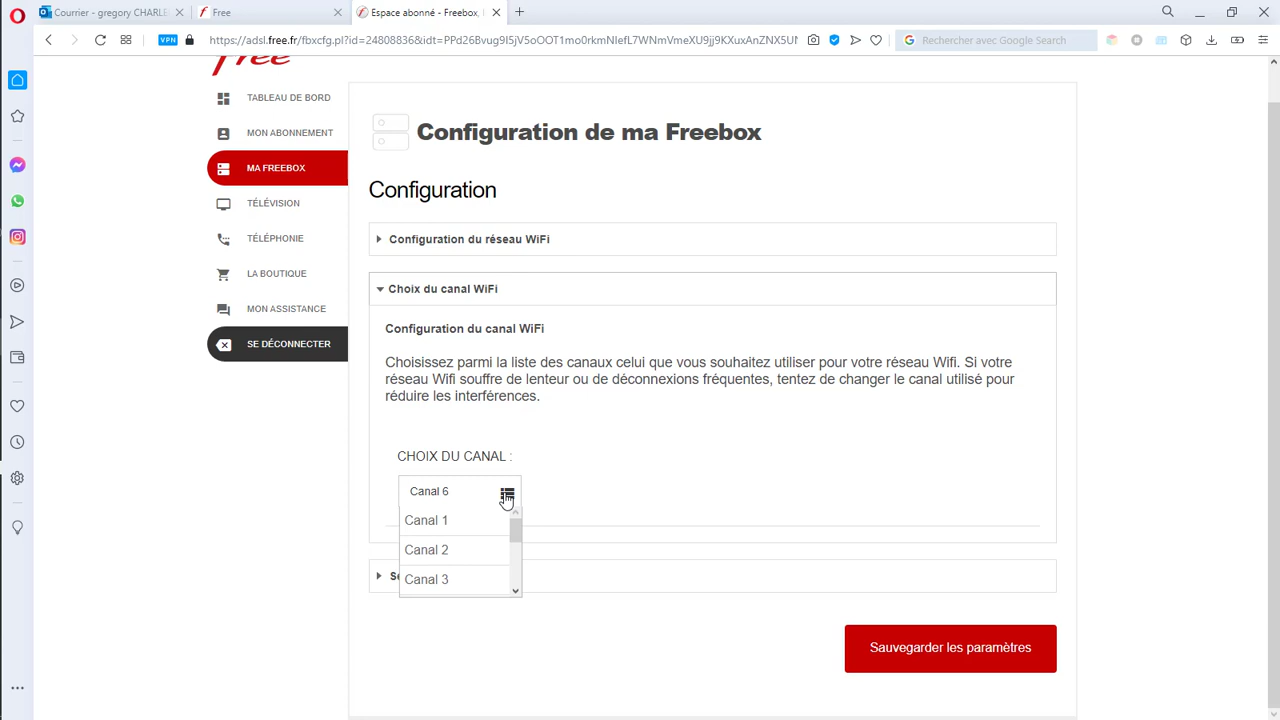 Courrier - gregory CHARLE
Free
Espace abonné - Freebox,
VPN
https://adsl.free.fr/fbxcfg.pl?id=24808836&idt=PPd26Bvug9I5jV5oOOT1mo0rkmNIefL7WNmVmeXU9jj9KXuxAnZNX5Uf
Rechercher avec Google Search
free
TABLEAU DE BORD
MON ABONNEMENT
MA FREEBOX
TÉLÉVISION
TÉLÉPHONIE
LA BOUTIQUE
MON ASSISTANCE
SE DÉCONNECTER
Configuration de ma Freebox
Configuration
Configuration du réseau WiFi
Choix du canal WiFi
Configuration du canal WiFi
Choisissez parmi la liste des canaux celui que vous souhaitez utiliser pour votre réseau Wifi. Si votre
réseau Wifi souffre de lenteur ou de déconnexions fréquentes, tentez de changer le canal utilisé pour
réduire les interférences.
CHOIX DU CANAL :
Canal 6
Canal 1
Canal 2
Canal 3
Sauvegarder les paramètres